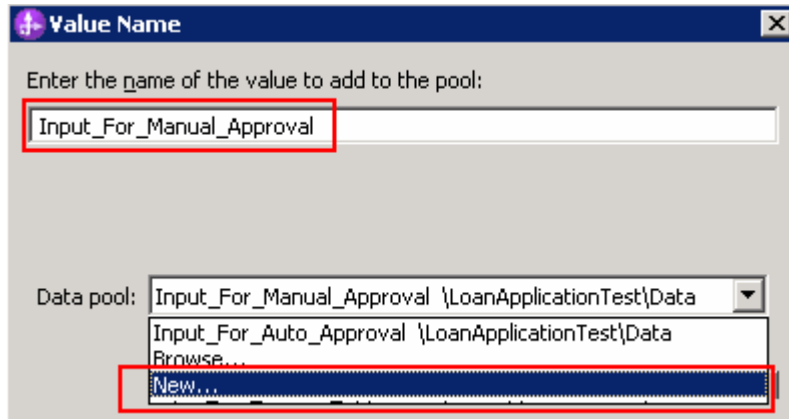 Value Name
Enter the name of the value to add to the pool:
Input_For_Manual_Approval
Data pool: Input_For_Manual_Approval \LoanApplicationTest\Data
Input_For_Auto_Approval \LoanApplicationTest\Data
Browse...
New...